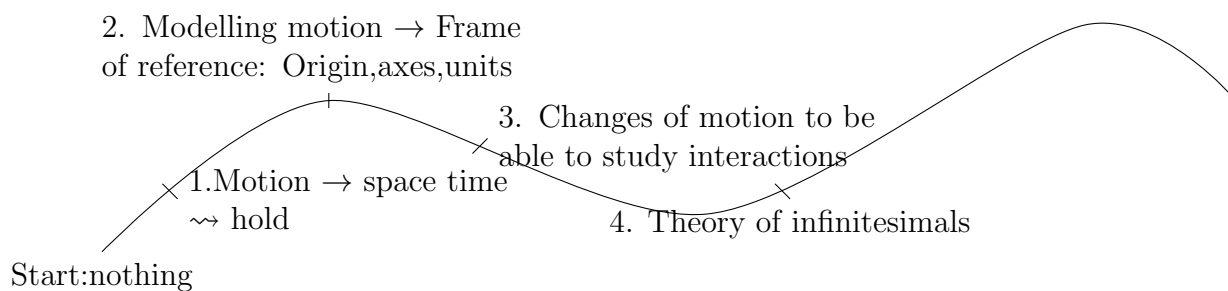 2. Modelling motion → Frame
of reference: Origin,axes,units
3. Changes of motion to be
able to study interactions
1.Motion → space time
⇝ hold
4. Theory of infinitesimals
Start:nothing